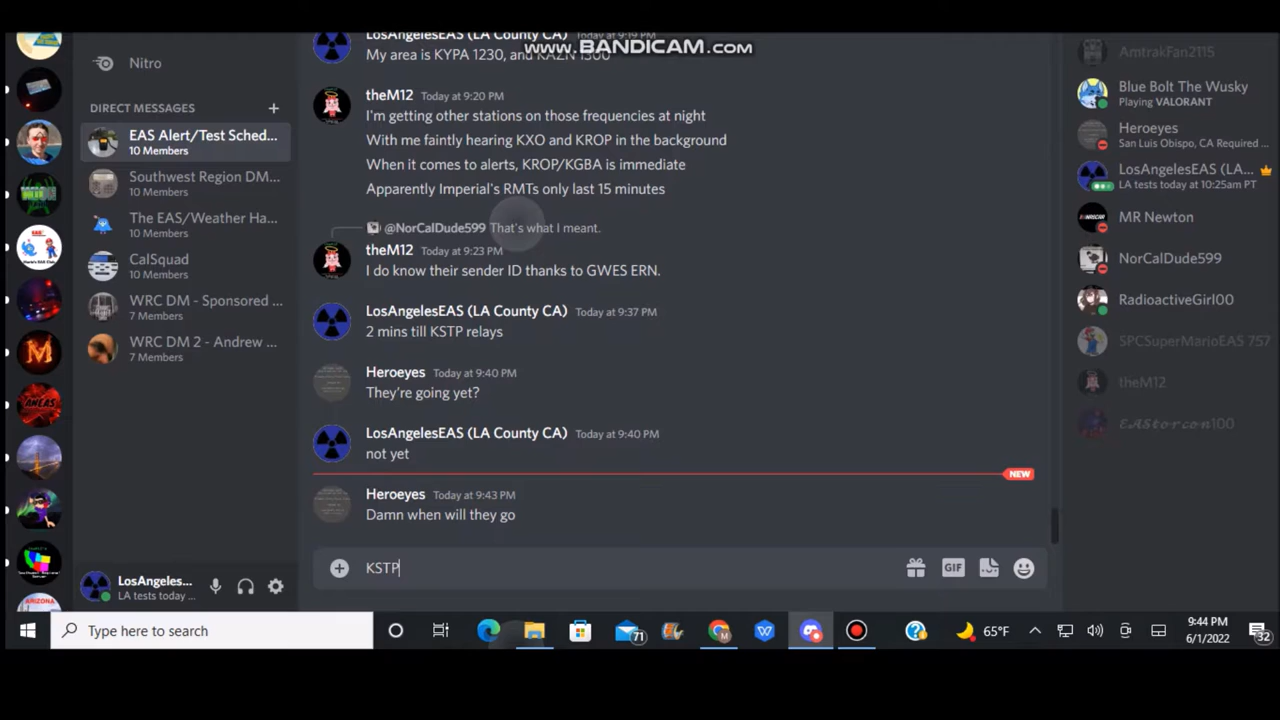 www.BANDICAM.com
Nitro
DIRECT MESSAGES
EAS Alert/Test Sched...
10 Members
Southwest Region DM...
10 Members
The EAS/Weather Ha...
10 Members
CalSquad
10 Members
WRC DM - Sponsored ...
7 Members
WRC DM 2 - Andrew ...
7 Members
LosAngeles...
LA tests today ...
LosAngelesEAS (LA County CA) Today at 9:19 PM
My area is KYPA 1230, and KAZN 1300
theM12 Today at 9:20 PM
I'm getting other stations on those frequencies at night
With me faintly hearing KXO and KROP in the background
When it comes to alerts, KROP/KGBA is immediate
Apparently Imperial's RMTs only last 15 minutes
@NorCalDude599 That's what I meant.
theM12 Today at 9:23 PM
I do know their sender ID thanks to GWES ERN.
LosAngelesEAS (LA County CA) Today at 9:37 PM
2 mins till KSTP relays
Heroeyes Today at 9:40 PM
They're going yet?
LosAngelesEAS (LA County CA) Today at 9:40 PM
not yet
NEW
Heroeyes Today at 9:43 PM
Damn when will they go
KSTP
GIF
AmtrakFan2115
Blue Bolt The Wusky
Playing VALORANT
Heroeyes
San Luis Obispo, CA Required ...
LosAngelesEAS (LA...
LA tests today at 10:25am PT
MR Newton
NorCalDude599
RadioactiveGirl00
SPCSuperMarioEAS 757
theM12
𝓔𝓐𝓢𝓽𝓸𝓻𝓬𝓸𝓷100
Type here to search
71
65°F
9:44 PM
6/1/2022
32